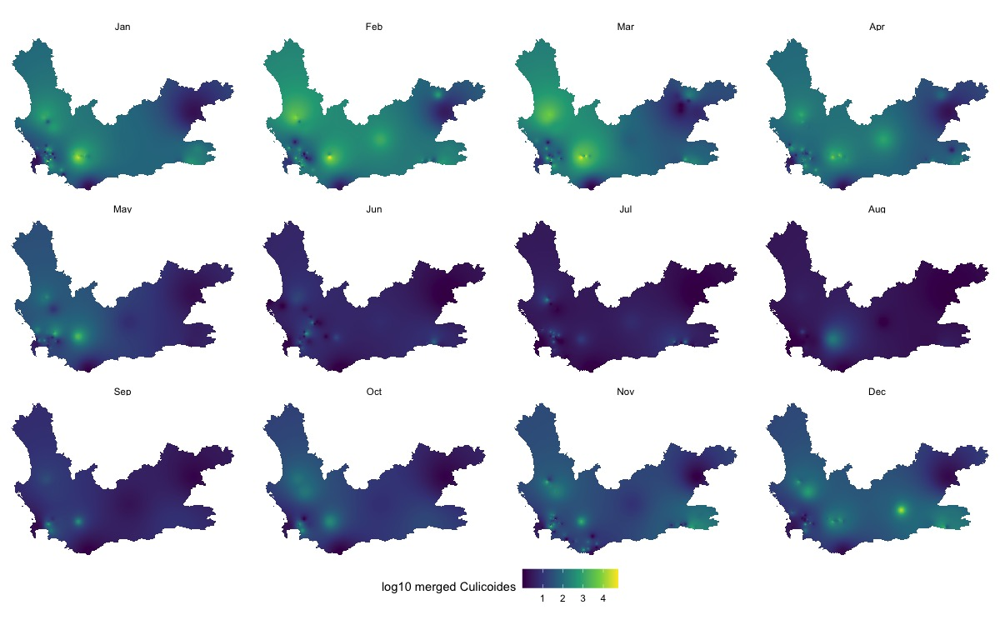 Jan Feb Mar Apr
May Jun Jul Aug
Sep Oct Nov Dec
log10 merged Culicoides
1 2 3 4